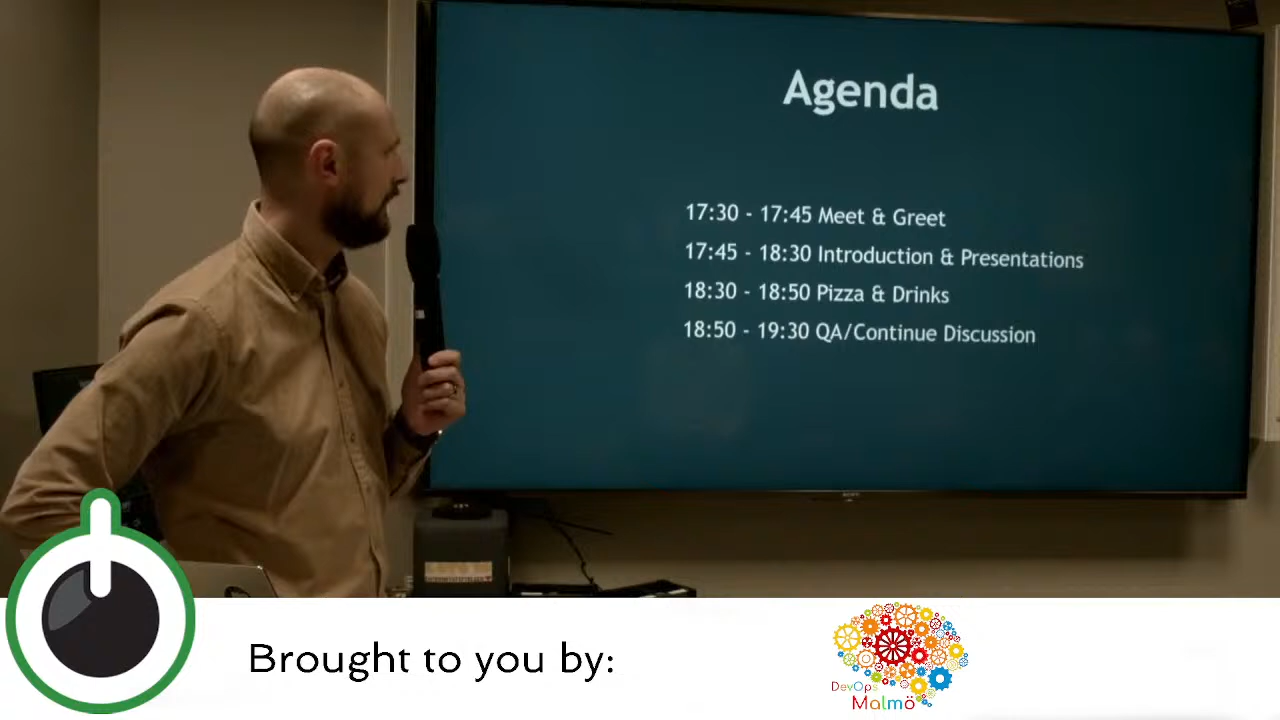 Agenda
17:30 - 17:45 Meet & Greet
17:45 - 18:30 Introduction & Presentations
18:30 - 18:50 Pizza & Drinks
18:50 - 19:30 QA/Continue Discussion
SONY
Brought to you by:
DevOps
Malmö